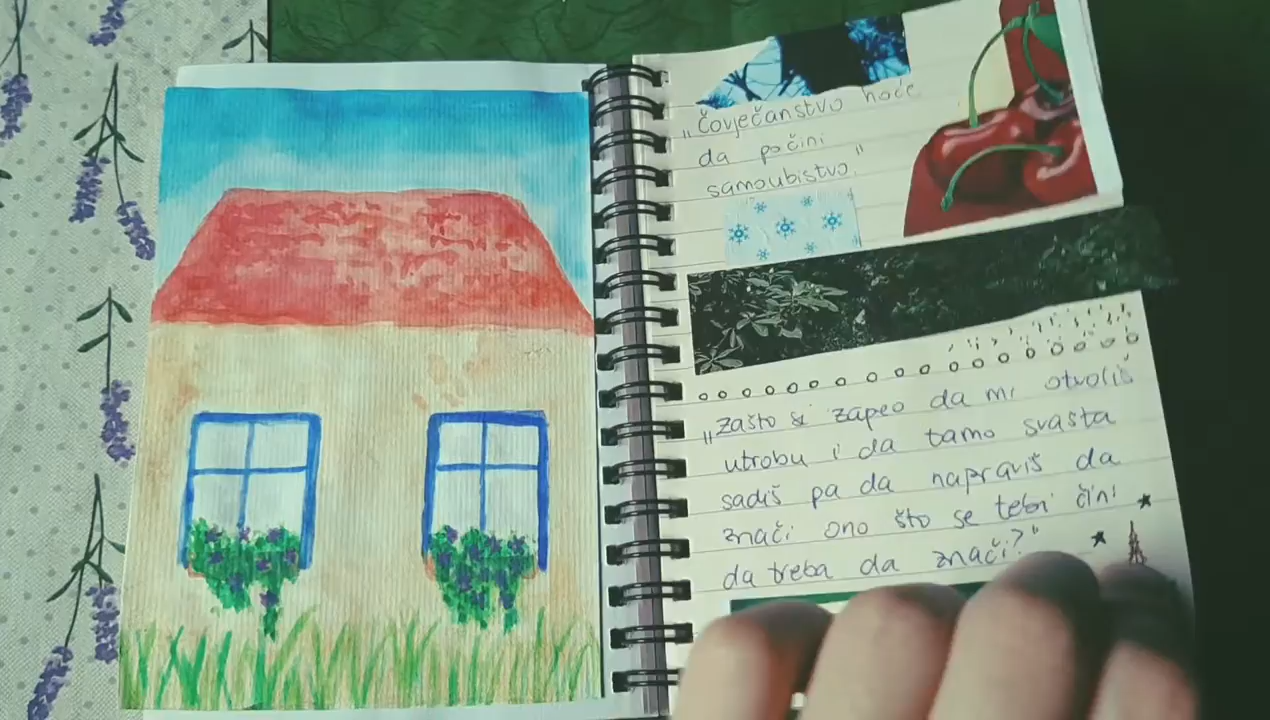 „Čovječanstvo hoće
da počini
samoubistvo."
„zašto si zapeo da mi otvoriš
utrobu i da tamo svašta
sadiš pa da napraviš da
znači ono što se tebi čini
da treba da znači?"